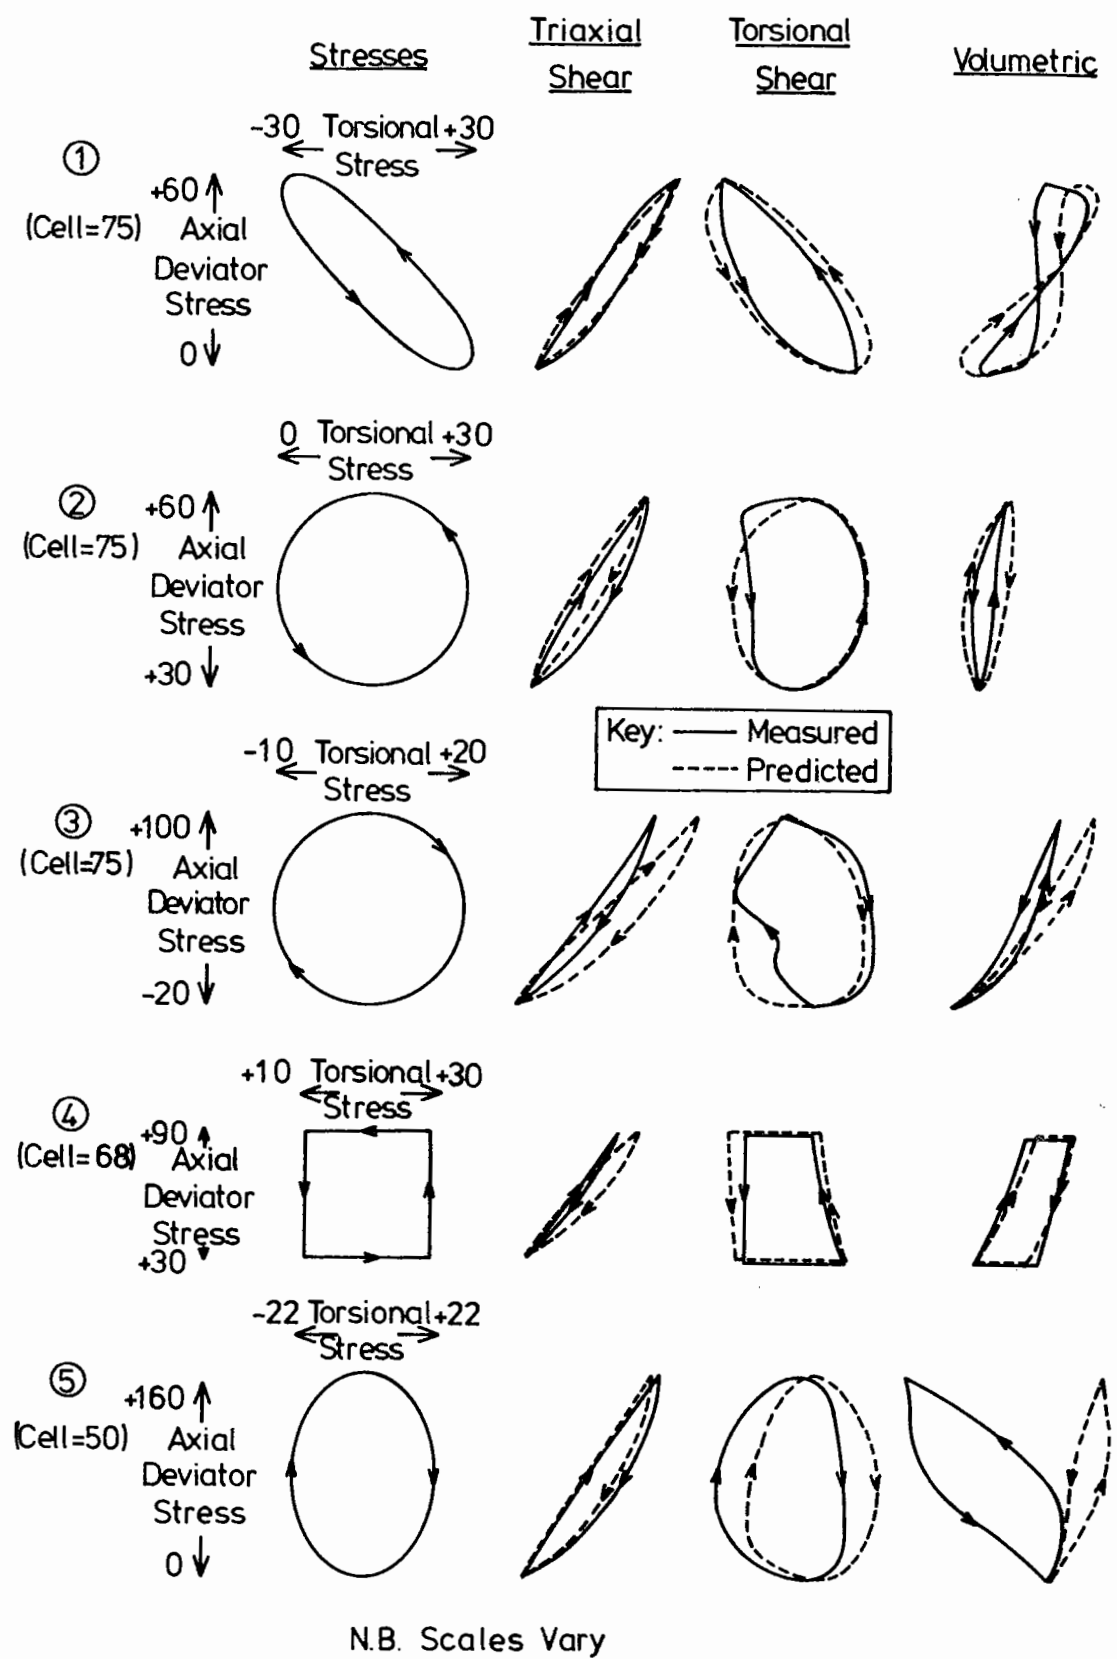 Stresses
Triaxial
Shear
Torsional
Shear
Volumetric
①
(Cell=75)
-30 Torsional +30
Stress
+60
Axial
Deviator
Stress
0
②
(Cell=75)
0 Torsional +30
Stress
+60
Axial
Deviator
Stress
+30
Key: Measured
Predicted
③
(Cell=75)
-10 Torsional +20
Stress
+100
Axial
Deviator
Stress
-20
④
(Cell=68)
+10 Torsional +30
Stress
+90
Axial
Deviator
Stress
+30
⑤
(Cell=50)
-22 Torsional +22
Stress
+160
Axial
Deviator
Stress
0
N.B. Scales Vary